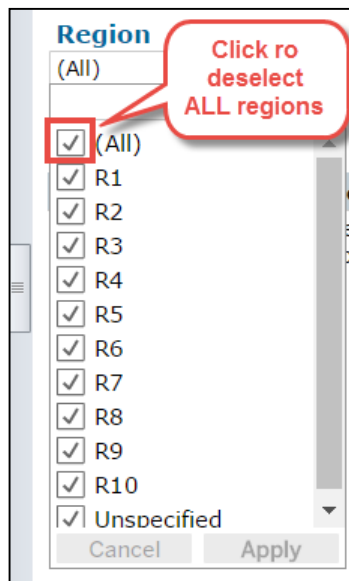 Region
Click ro
deselect
ALL regions
(All)
(All)
R1
R2
R3
R4
R5
R6
R7
R8
R9
R10
Unspecified
Cancel Apply